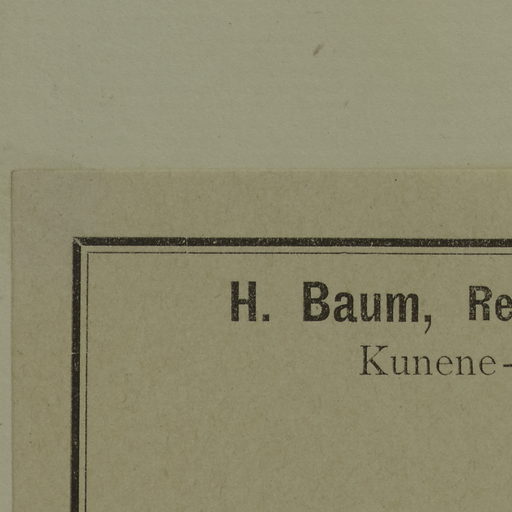 H. Baum, Re
Kunene-